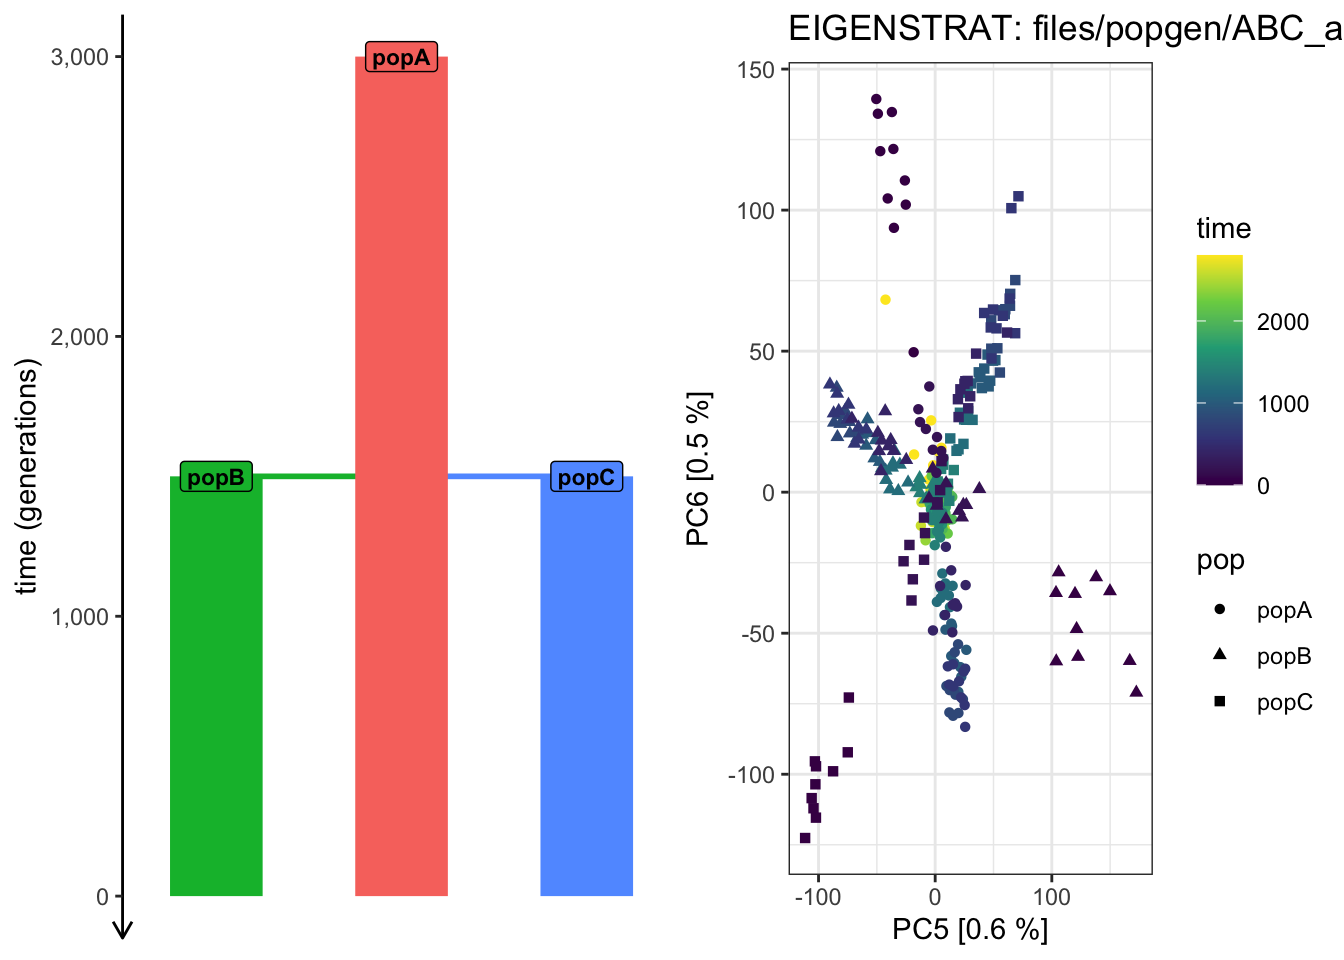 time (generations)
3,000
2,000
1,000
0
popA
popB
popC
EIGENSTRAT: files/popgen/ABC_a
PC6 [0.5 %]
150
100
50
0
-50
-100
-100
0
100
PC5 [0.6 %]
time
2000
1000
0
pop
popA
popB
popC